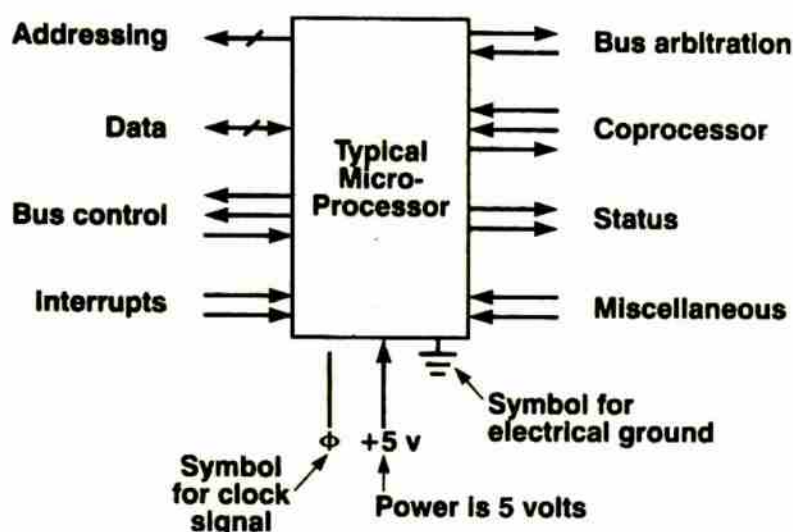 Addressing
Data
Bus control
Interrupts
Typical
Micro-
Processor
Bus arbitration
Coprocessor
Status
Miscellaneous
Φ
+5 v
Symbol
for clock
signal
Power is 5 volts
Symbol for
electrical ground